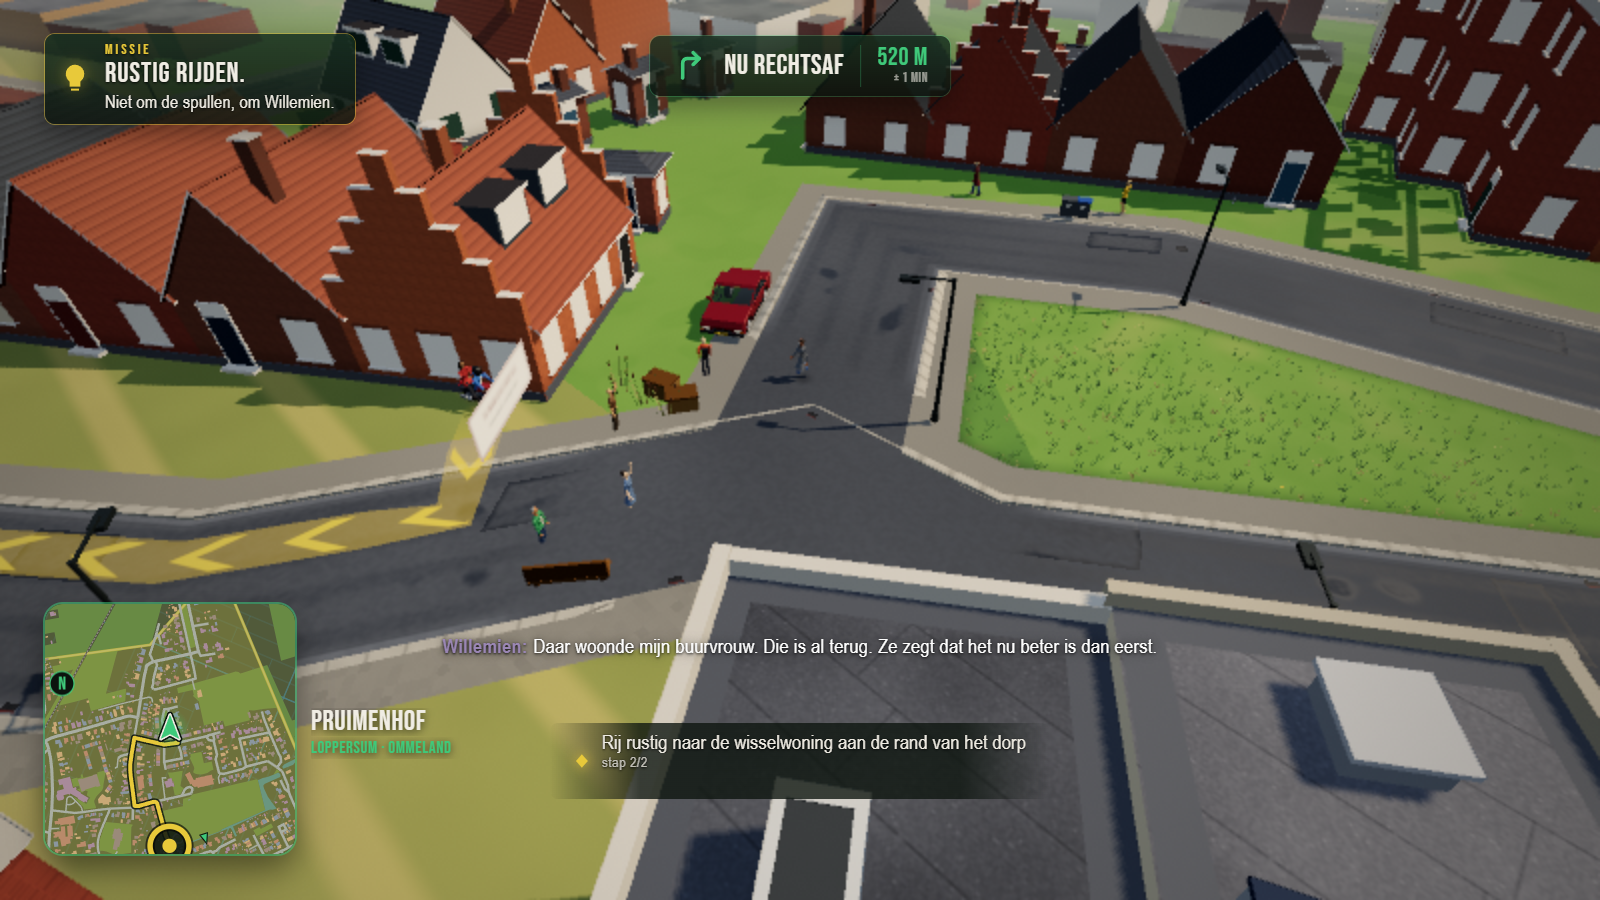 MISSIE
RUSTIG RIJDEN.
Niet om de spullen, om Willemien.
NU RECHTSAF
520 M
± 1 MIN
N
Willemien: Daar woonde mijn buurvrouw. Die is al terug. Ze zegt dat het nu beter is dan eerst.
PRUIMENHOF
LOPPERSUM · OMMELAND
Rij rustig naar de wisselwoning aan de rand van het dorp
stap 2/2